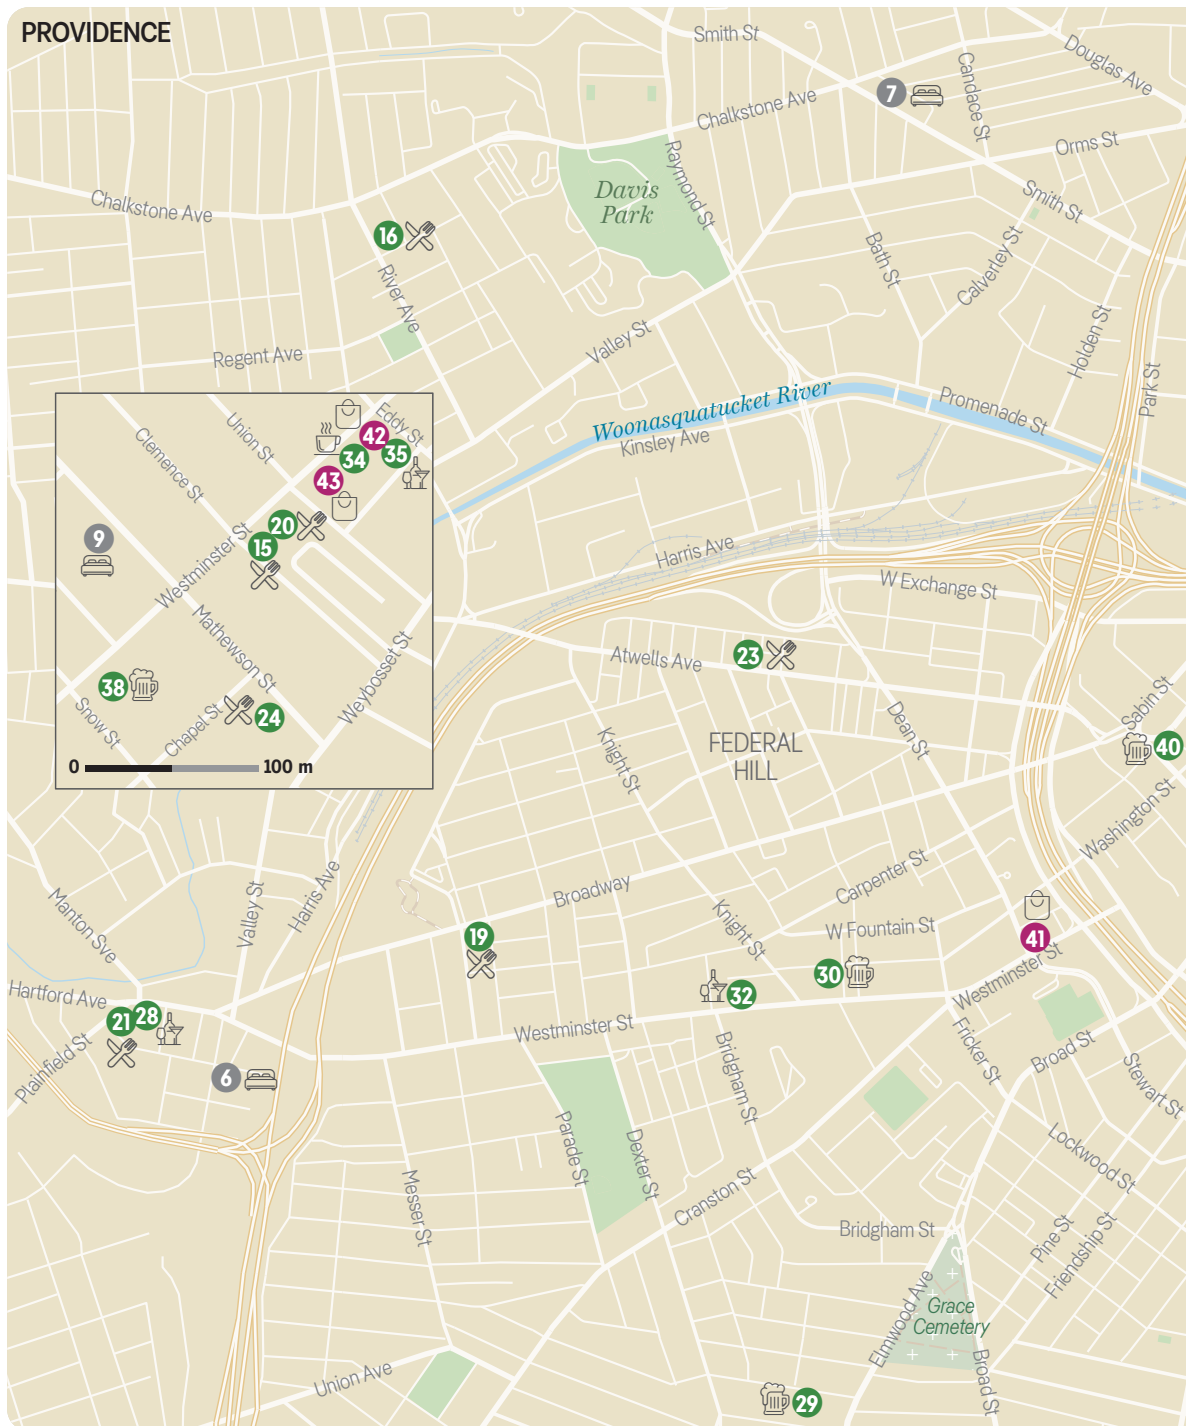 PROVIDENCE
Smith St
Douglas Ave
Candace St
7
Chalkstone Ave
Orms St
Raymond St
Davis
Park
Smith St
Chalkstone Ave
16
Bath St
Calverley St
River Ave
Holden St
Valley St
Regent Ave
Park St
Woonasquatucket River
Promenade St
Kinsley Ave
Eddy St
Union St
Clemence St
42
35
34
43
20
15
9
Westminster St
Mathewson St
Weybosset St
38
24
Snow St
Chapel St
0
100 m
Harris Ave
W Exchange St
Atwells Ave
23
Sabin St
Dean St
40
FEDERAL
HILL
Knight St
Washington St
Carpenter St
Broadway
Harris Ave
Valley St
Manton Sve
Knight St
W Fountain St
19
41
30
Westminster St
32
Hartford Ave
21
28
Westminster St
Plainfield St
Fricker St
Broad St
Bridgham St
Stewart St
6
Parade St
Dexter St
Lockwood St
Messer St
Cranston St
Bridgham St
Pine St
Friendship St
Elmwood Ave
Grace
Cemetery
Broad St
Union Ave
29